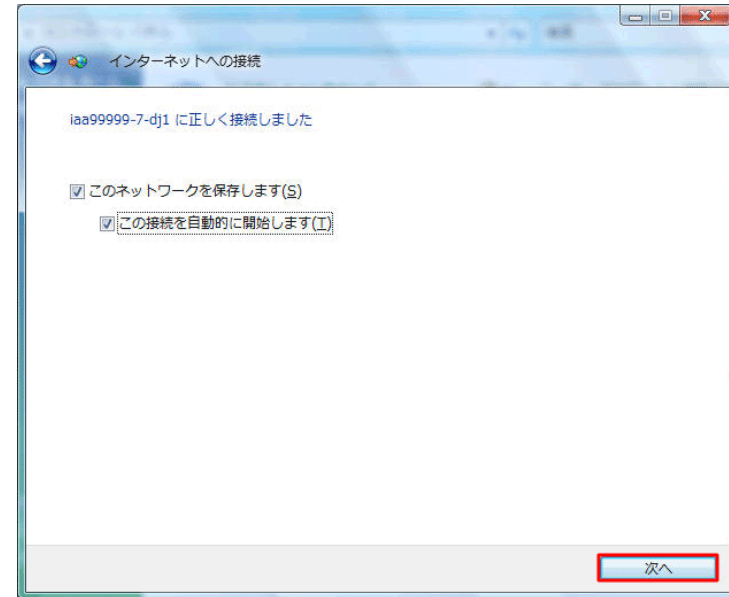 インターネットへの接続
iaa99999-7-dj1 に正しく接続しました
このネットワークを保存します(S)
この接続を自動的に開始します(T)
次へ